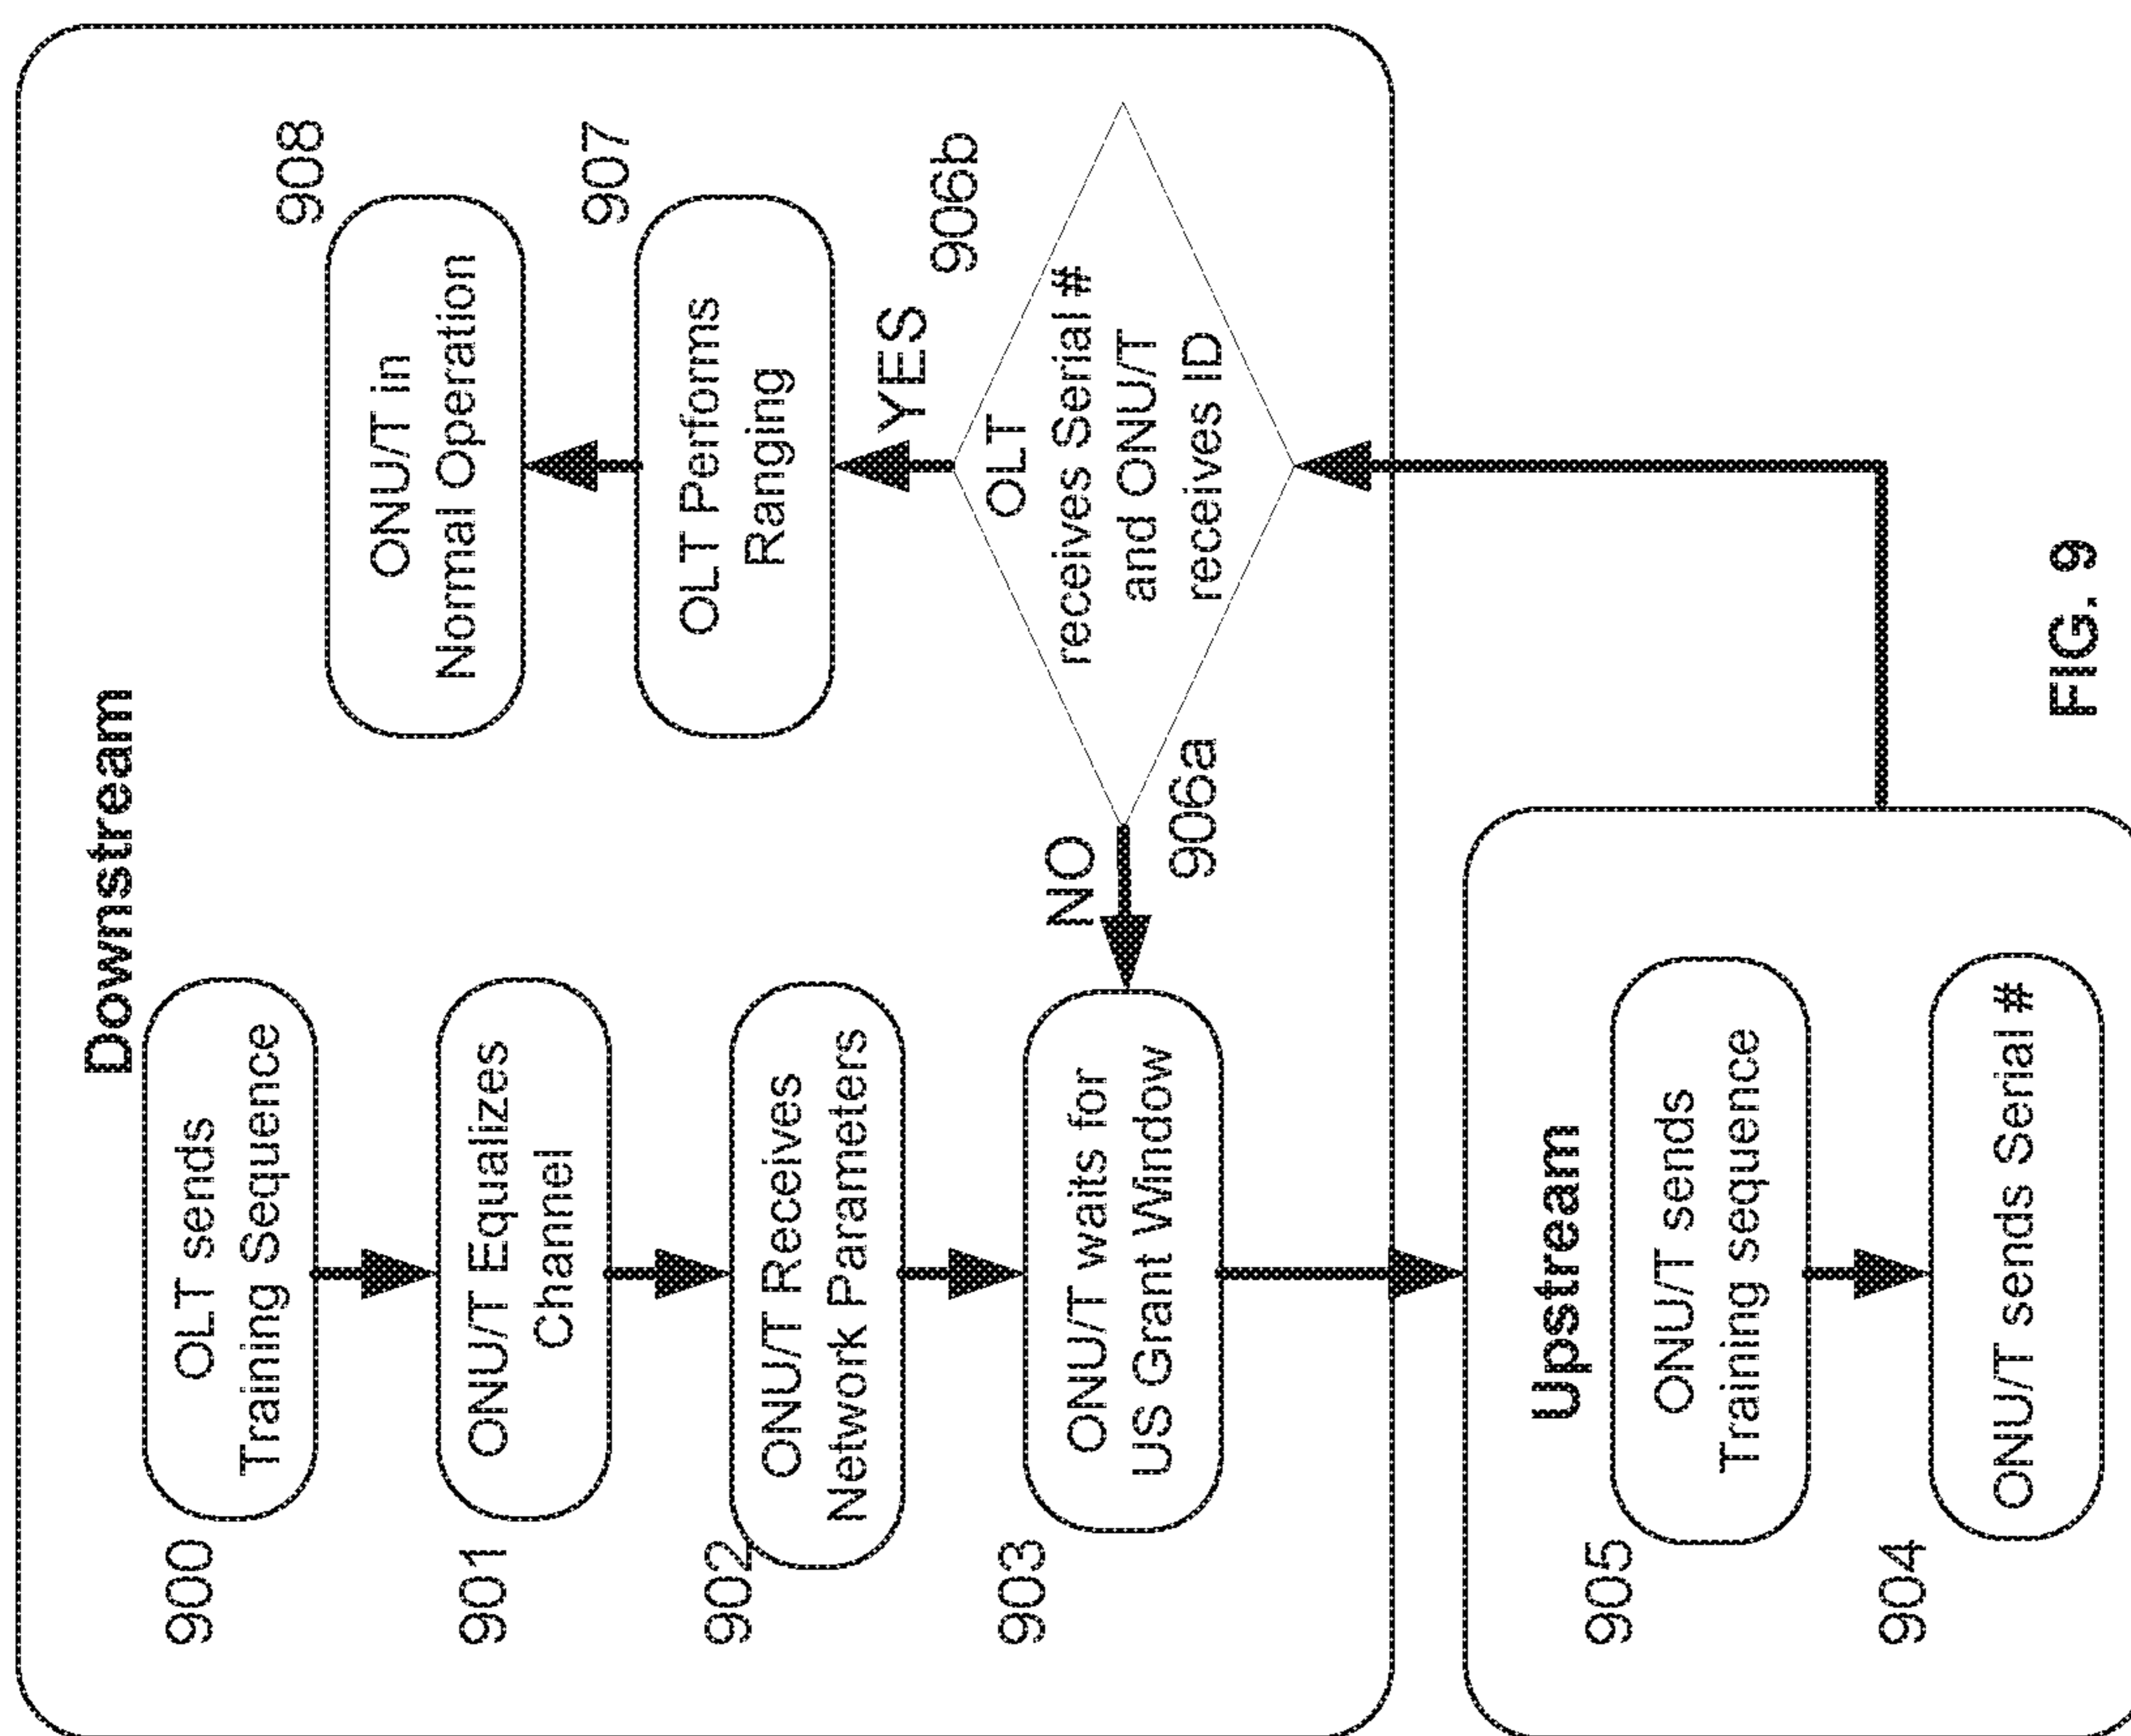 Downstream
900
OLT sends
Training Sequence
901
ONU/T Equalizes
Channel
902
ONU/T Receives
Network Parameters
903
ONU/T waits for
US Grant Window
908
ONU/T in
Normal Operation
907
OLT Performs
Ranging
YES
906b
OLT
receives Serial #
and ONU/T
receives ID
NO
906a
Upstream
905
ONU/T sends
Training sequence
904
ONU/T sends Serial #
FIG. 9